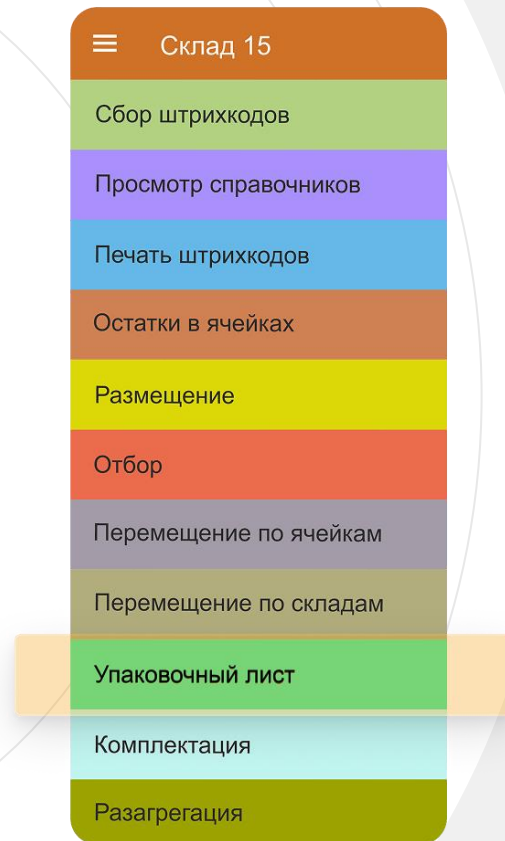 Склад 15
Сбор штрихкодов
Просмотр справочников
Печать штрихкодов
Остатки в ячейках
Размещение
Отбор
Перемещение по ячейкам
Перемещение по складам
Упаковочный лист
Комплектация
Разагрегация